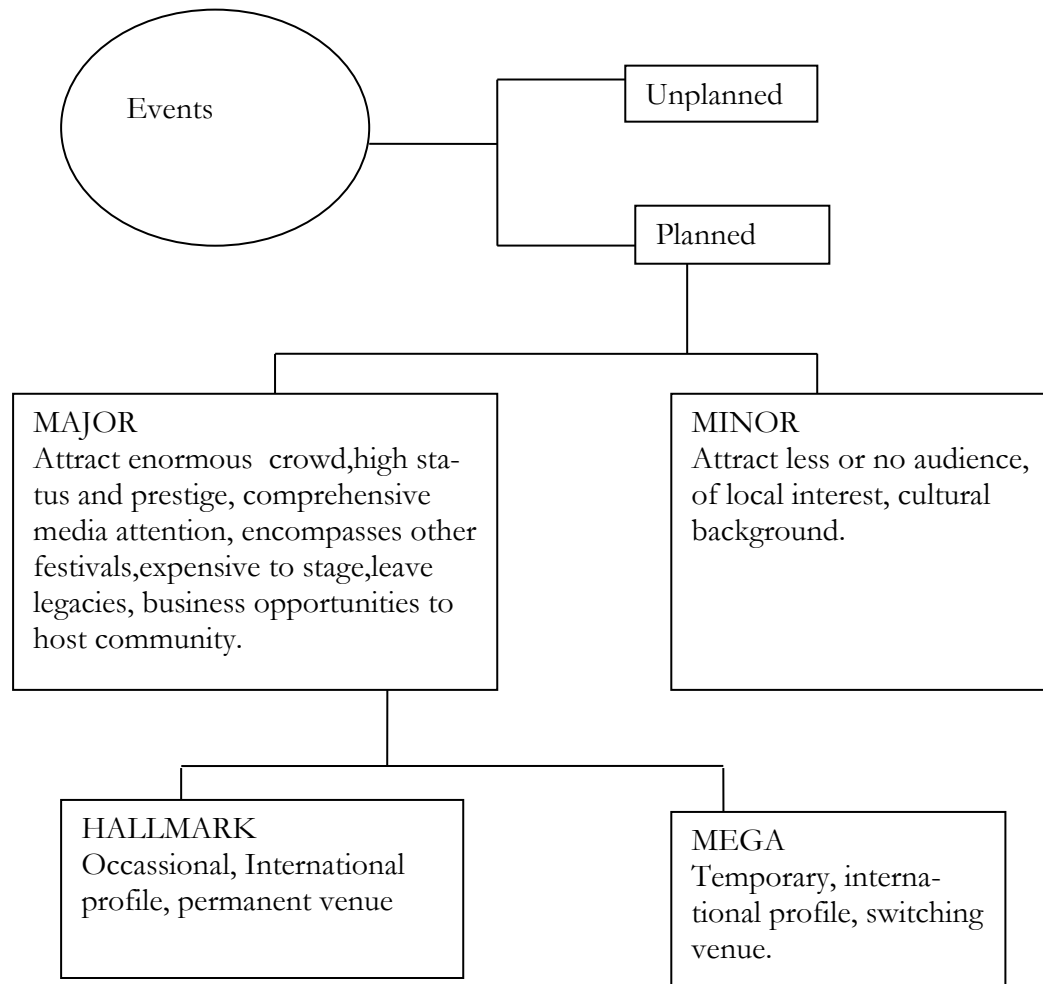 Events
Unplanned
Planned
MAJOR
Attract enormous crowd,high sta-
tus and prestige, comprehensive
media attention, encompasses other
festivals,expensive to stage,leave
legacies, business opportunities to
host community.
MINOR
Attract less or no audience,
of local interest, cultural
background.
HALLMARK
Occassional, International
profile, permanent venue
MEGA
Temporary, interna-
tional profile, switching
venue.